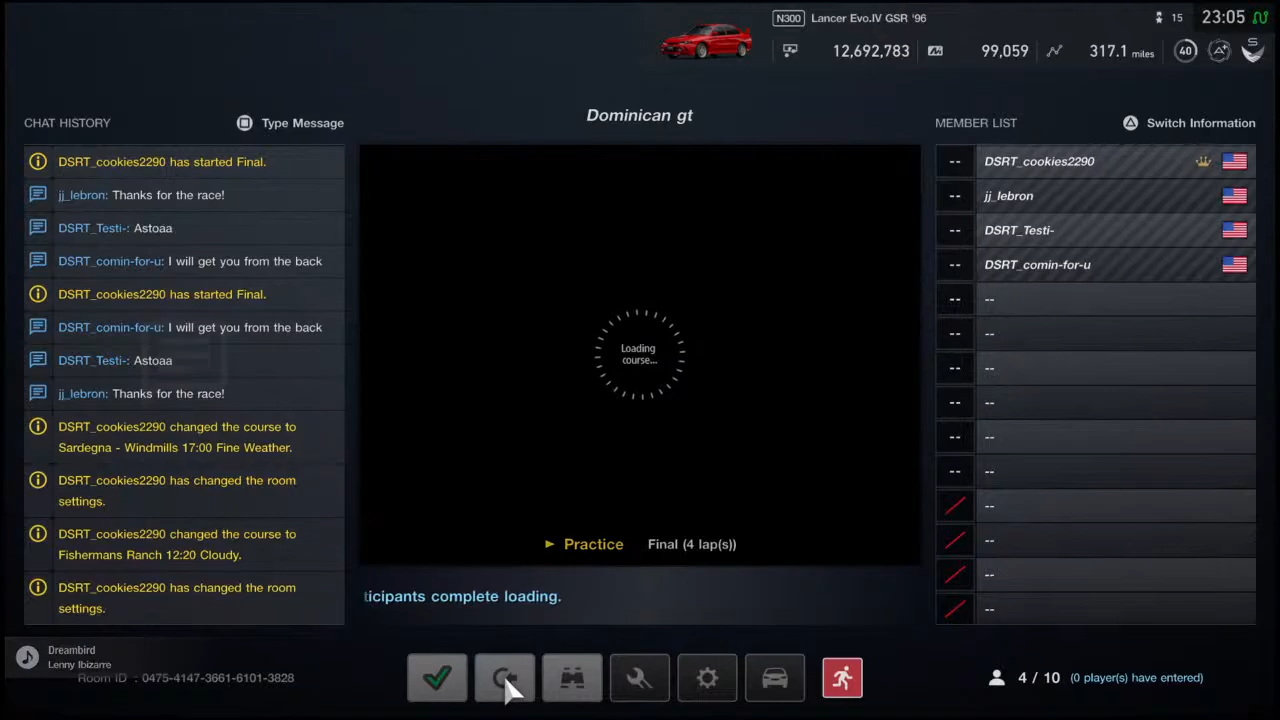 N300 Lancer Evo.IV GSR '96
15
23:05
12,692,783
99,059
317.1 miles
40
S
CHAT HISTORY
Type Message
Dominican gt
MEMBER LIST
Switch Information
DSRT_cookies2290 has started Final.
jj_lebron: Thanks for the race!
DSRT_Testi-: Astoaa
DSRT_comin-for-u: I will get you from the back
DSRT_cookies2290 has started Final.
DSRT_comin-for-u: I will get you from the back
DSRT_Testi-: Astoaa
jj_lebron: Thanks for the race!
DSRT_cookies2290 changed the course to
Sardegna - Windmills 17:00 Fine Weather.
DSRT_cookies2290 has changed the room
settings.
DSRT_cookies2290 changed the course to
Fishermans Ranch 12:20 Cloudy.
DSRT_cookies2290 has changed the room
settings.
Loading
course...
Practice Final (4 lap(s))
ticipants complete loading.
-- DSRT_cookies2290
-- jj_lebron
-- DSRT_Testi-
-- DSRT_comin-for-u
-- --
-- --
-- --
-- --
-- --
-- --
--
--
--
--
Dreambird
Lenny Ibizarre
Room ID : 0475-4147-3661-6101-3828
4 / 10 (0 player(s) have entered)